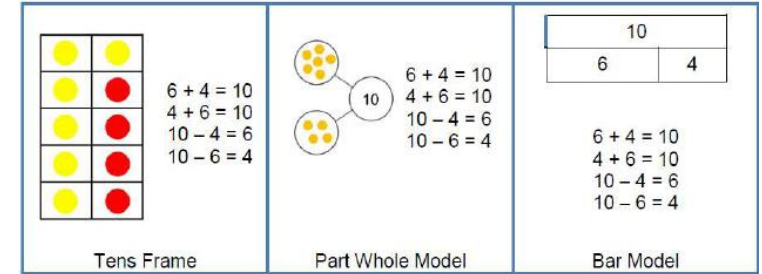 6 + 4 = 10
4 + 6 = 10
10 – 4 = 6
10 – 6 = 4
Tens Frame
10
6 + 4 = 10
4 + 6 = 10
10 – 4 = 6
10 – 6 = 4
Part Whole Model
10
6 4
6 + 4 = 10
4 + 6 = 10
10 – 4 = 6
10 – 6 = 4
Bar Model